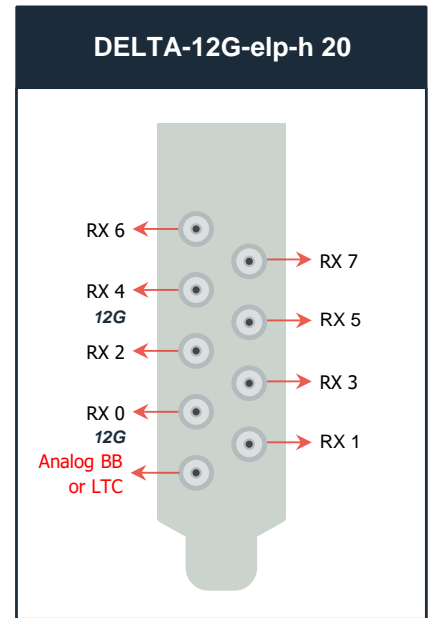 DELTA-12G-elp-h 20
RX 6
RX 7
RX 4
12G
RX 5
RX 2
RX 3
RX 0
12G
RX 1
Analog BB
or LTC